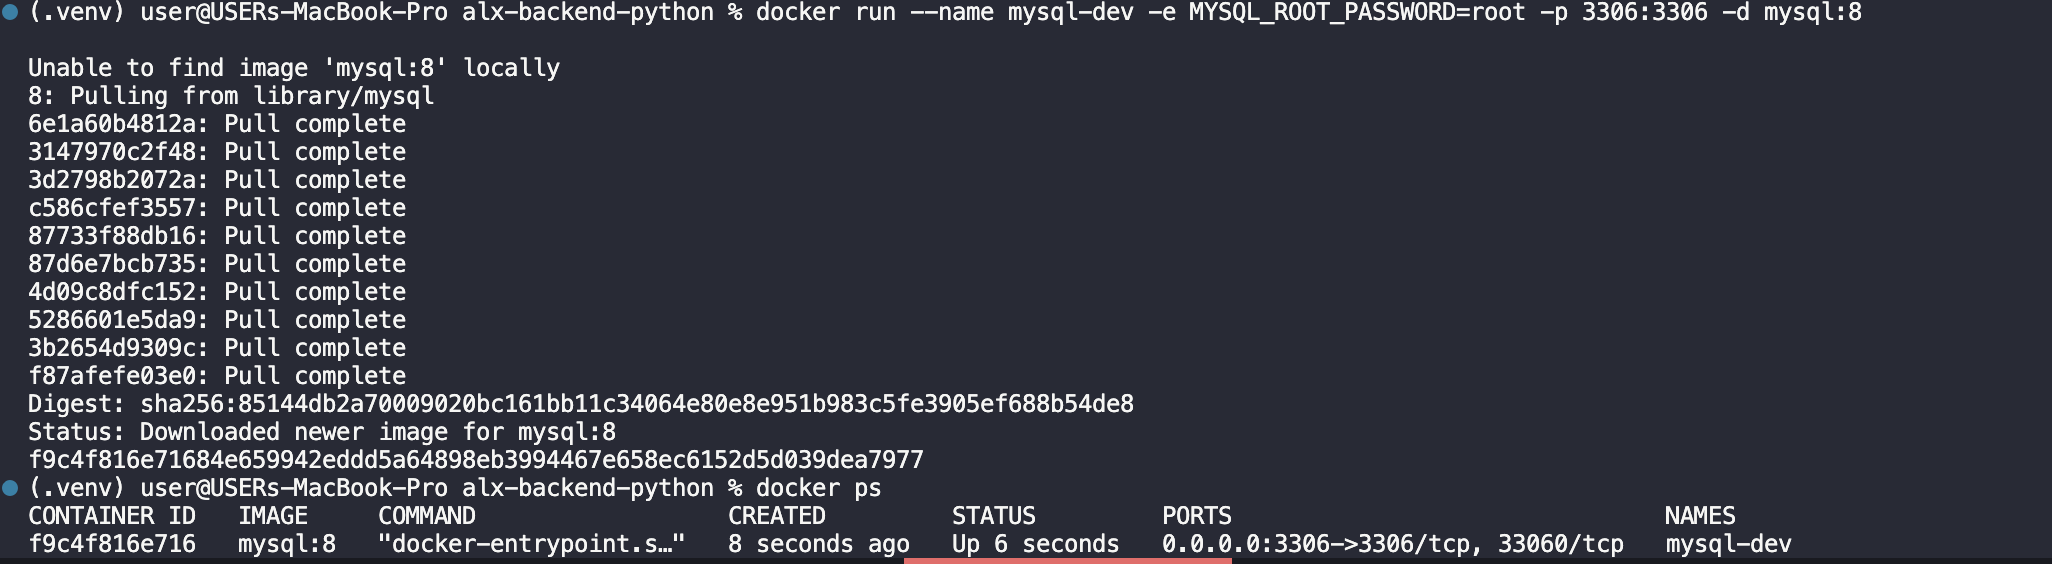 (.venv) user@USERs-MacBook-Pro alx-backend-python % docker run --name mysql-dev -e MYSQL_ROOT_PASSWORD=root -p 3306:3306 -d mysql:8
Unable to find image 'mysql:8' locally
8: Pulling from library/mysql
6e1a60b4812a: Pull complete
3147970c2f48: Pull complete
3d2798b2072a: Pull complete
c586cfef3557: Pull complete
87733f88db16: Pull complete
87d6e7bcb735: Pull complete
4d09c8dfc152: Pull complete
5286601e5da9: Pull complete
3b2654d9309c: Pull complete
f87afefe03e0: Pull complete
Digest: sha256:85144db2a70009020bc161bb11c34064e80e8e951b983c5fe3905ef688b54de8
Status: Downloaded newer image for mysql:8
f9c4f816e71684e659942eddd5a64898eb3994467e658ec6152d5d039dea7977
(.venv) user@USERs-MacBook-Pro alx-backend-python % docker ps
CONTAINER ID   IMAGE     COMMAND                  CREATED         STATUS         PORTS                               NAMES
f9c4f816e716   mysql:8   "docker-entrypoint.s…"   8 seconds ago   Up 6 seconds   0.0.0.0:3306->3306/tcp, 33060/tcp   mysql-dev